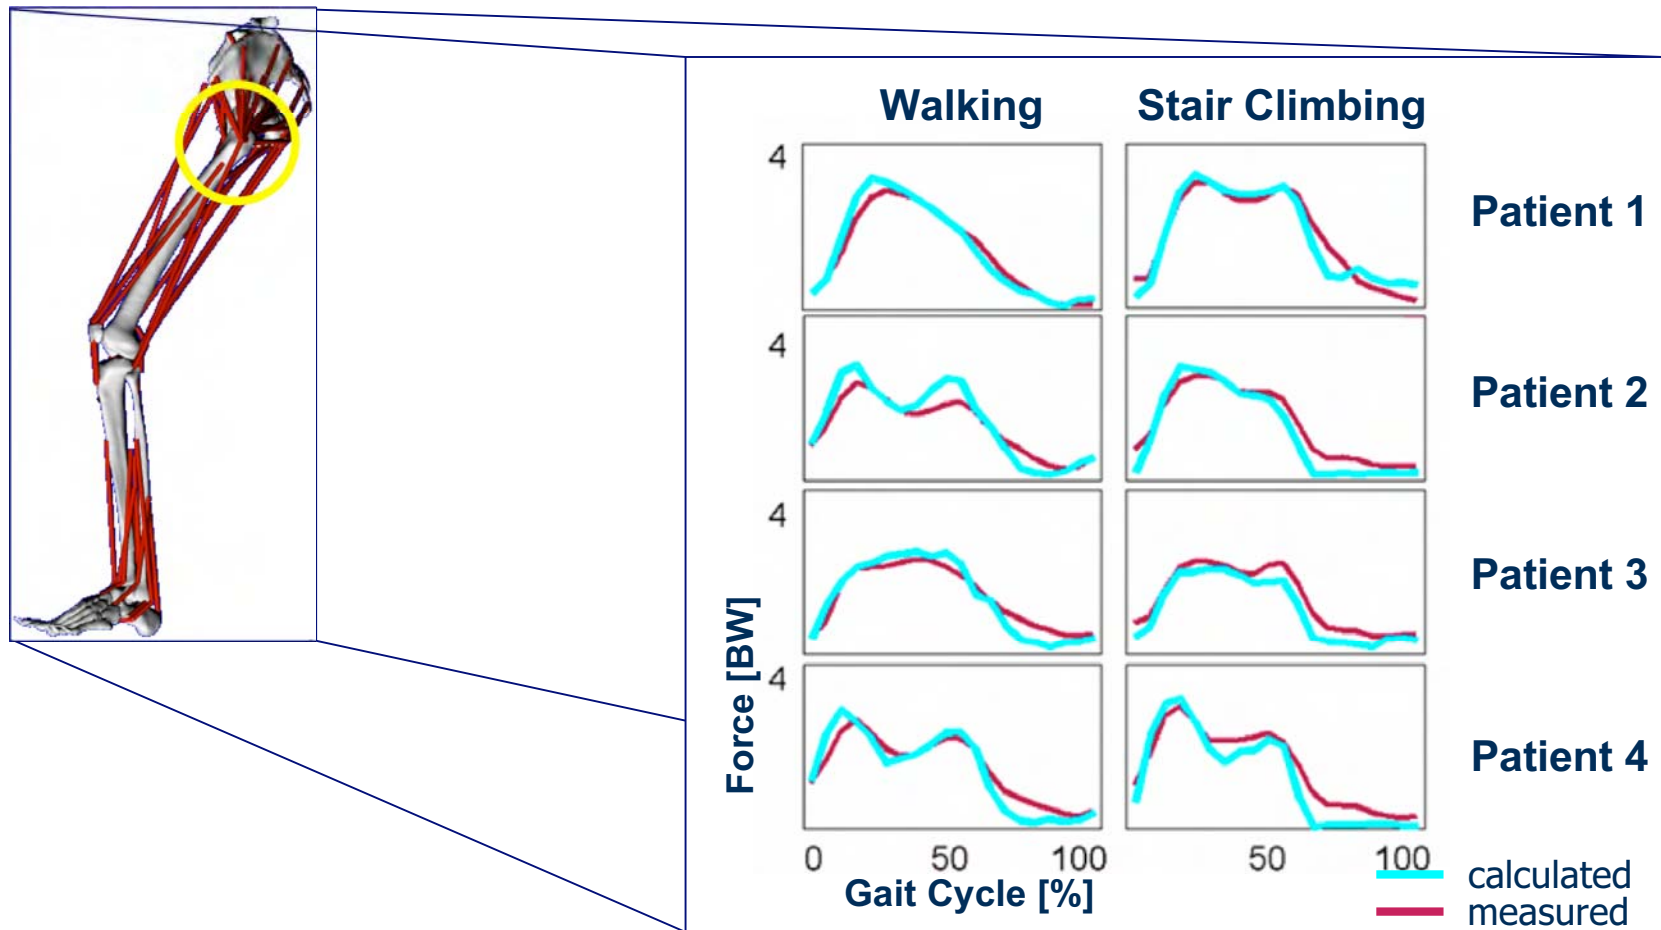 Walking Stair Climbing
4
Patient 1
4
Patient 2
4
Patient 3
4
Patient 4
Force [BW]
0 50 100 50 100
Gait Cycle [%]
calculated
measured